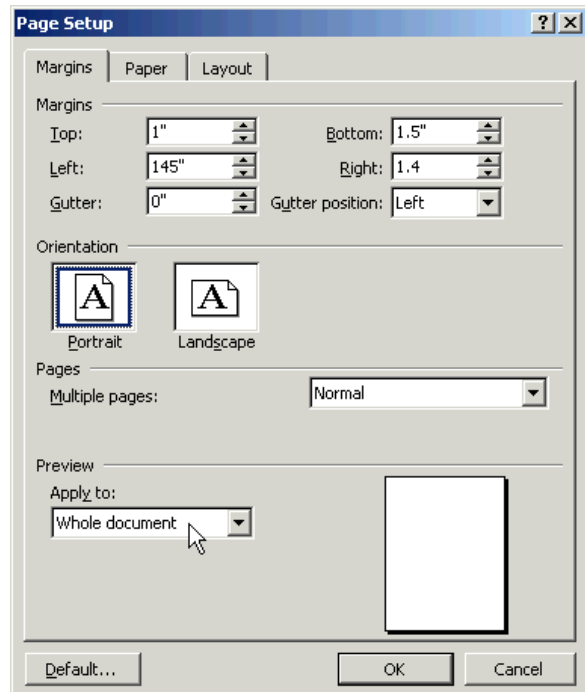 Page Setup
Margins Paper Layout
Margins
Top: 1" Bottom: 1.5"
Left: 145" Right: 1.4
Gutter: 0" Gutter position: Left
Orientation
A A
Portrait Landscape
Pages
Multiple pages: Normal
Preview
Apply to:
Whole document
Default... OK Cancel